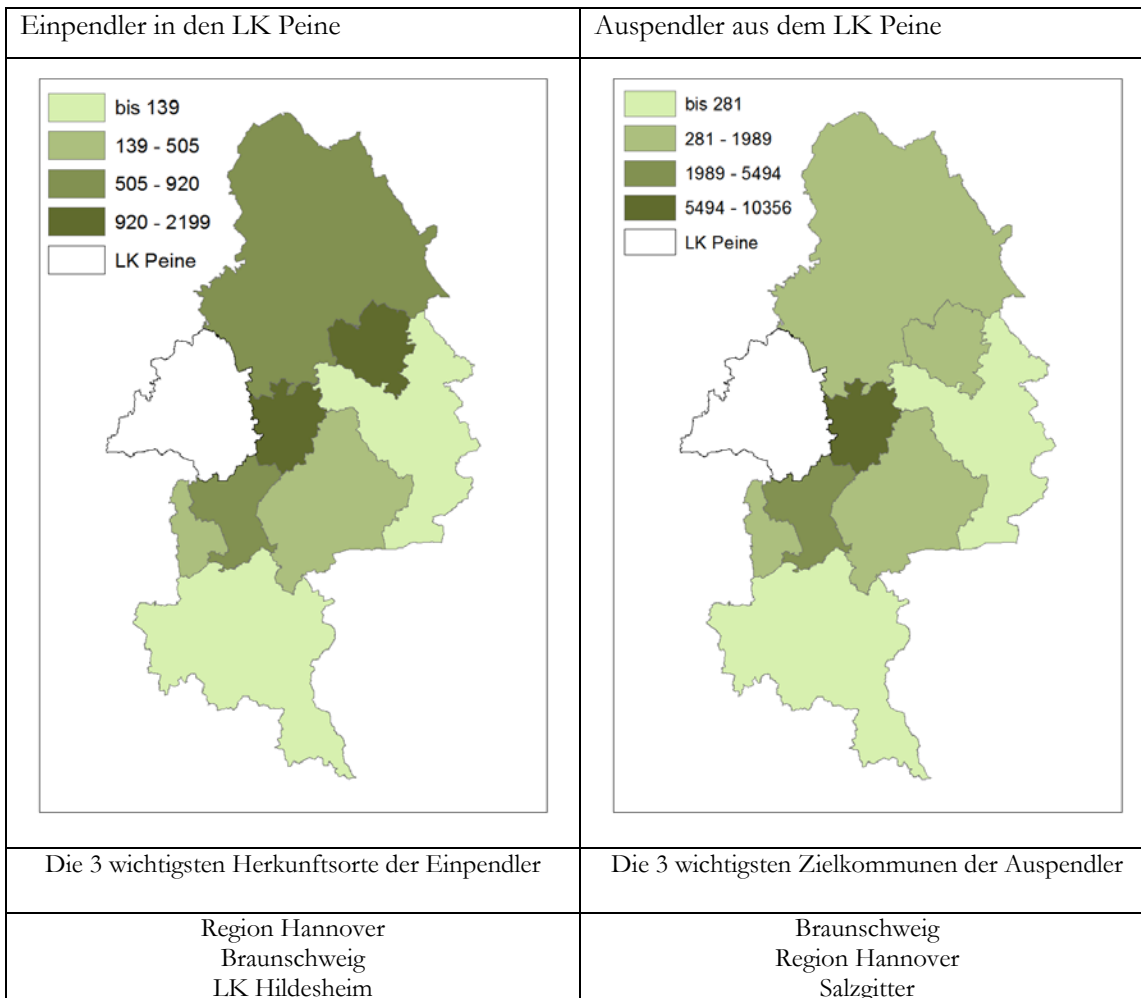 Einpendler in den LK Peine
Auspendler aus dem LK Peine
bis 139
139 - 505
505 - 920
920 - 2199
LK Peine
bis 281
281 - 1989
1989 - 5494
5494 - 10356
LK Peine
Die 3 wichtigsten Herkunftsorte der Einpendler
Die 3 wichtigsten Zielkommunen der Auspendler
Region Hannover
Braunschweig
LK Hildesheim
Braunschweig
Region Hannover
Salzgitter